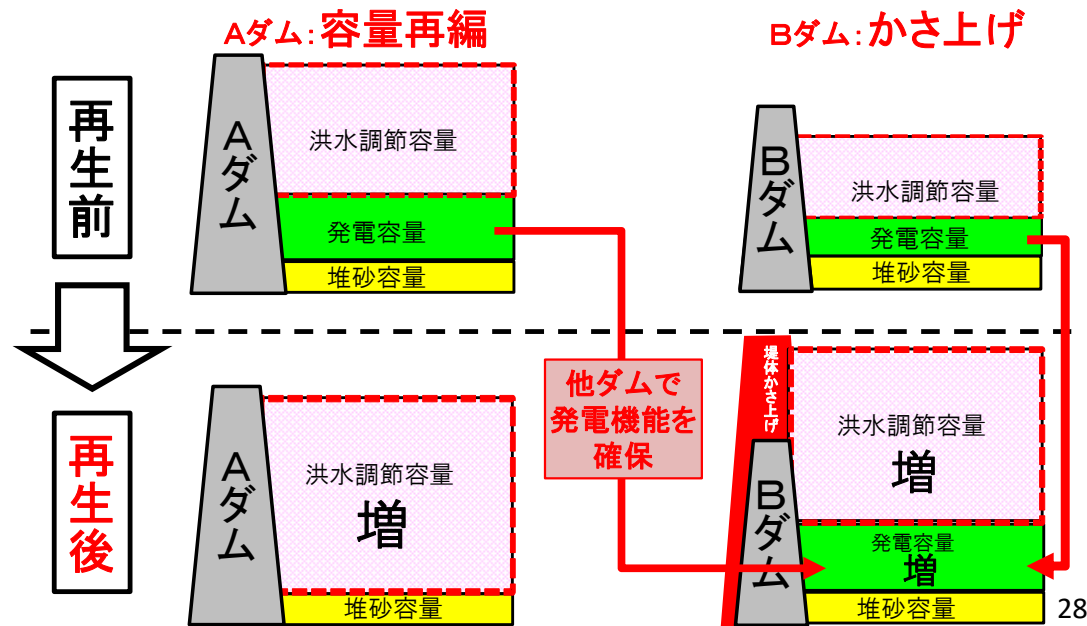 Aダム:容量再編
Bダム:かさ上げ
再生前
Aダム
洪水調節容量
発電容量
堆砂容量
Bダム
洪水調節容量
発電容量
堆砂容量
他ダムで
発電機能を
確保
再生後
Aダム
洪水調節容量
増
堆砂容量
堤体かさ上げ
Bダム
洪水調節容量
増
発電容量
増
堆砂容量
28